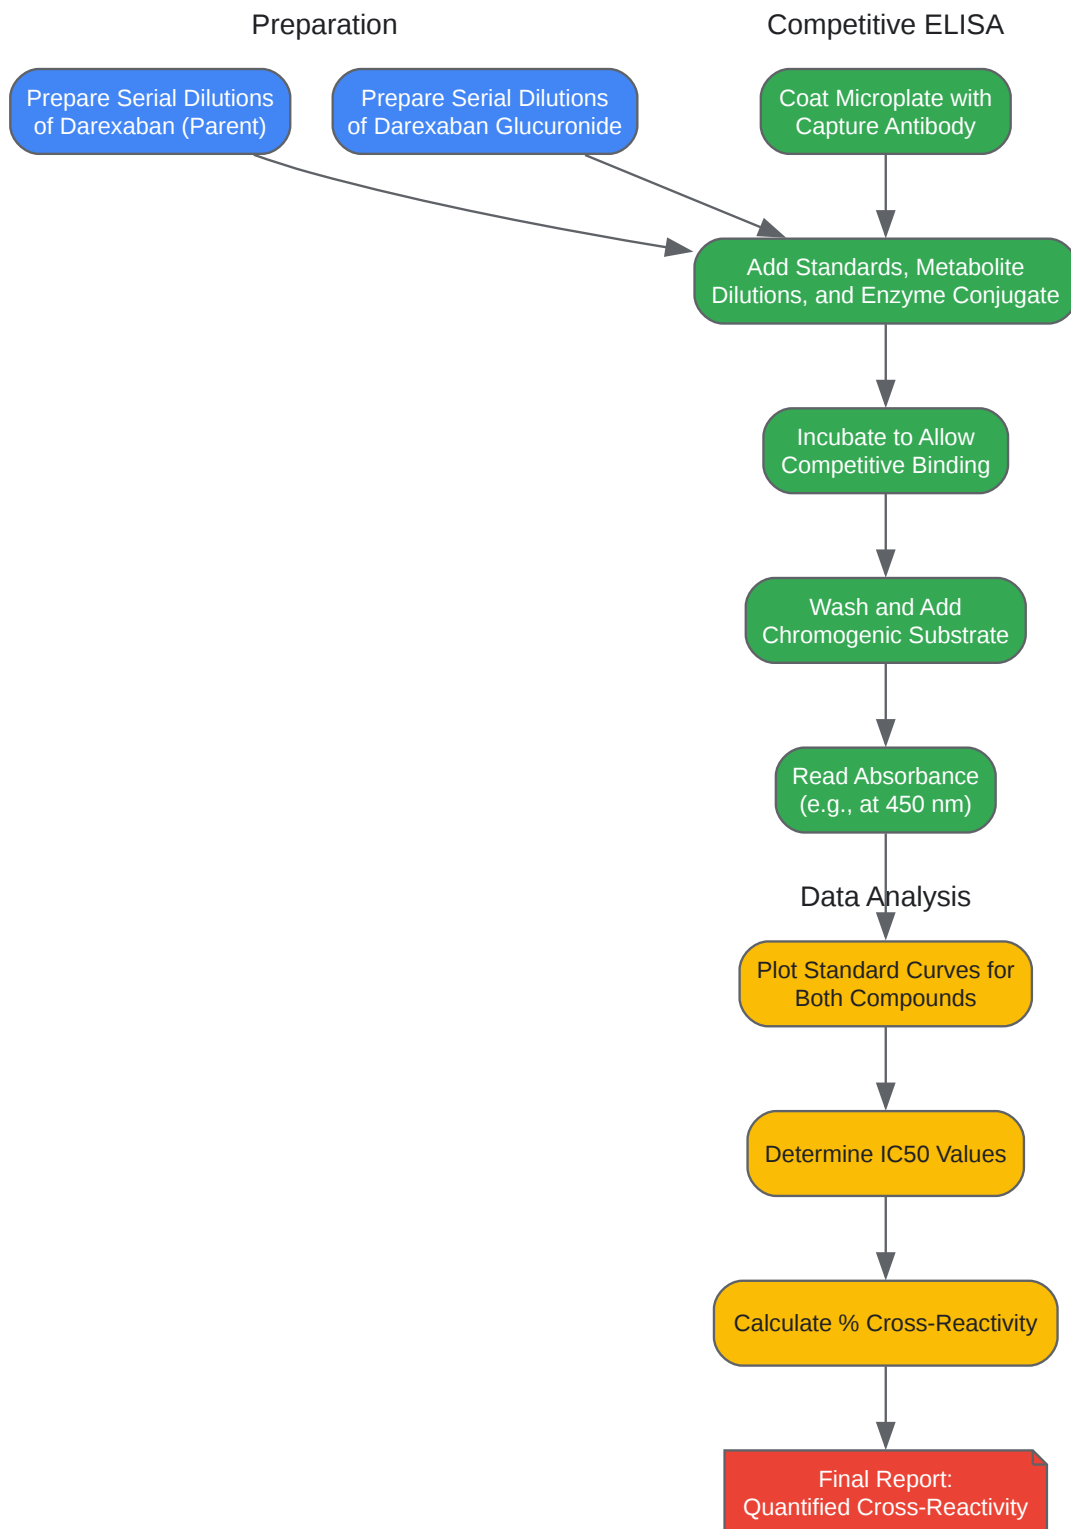 Preparation
Competitive ELISA
Prepare Serial Dilutions
of Darexaban (Parent)
Prepare Serial Dilutions
of Darexaban Glucuronide
Coat Microplate with
Capture Antibody
Add Standards, Metabolite
Dilutions, and Enzyme Conjugate
Incubate to Allow
Competitive Binding
Wash and Add
Chromogenic Substrate
Read Absorbance
(e.g., at 450 nm)
Data Analysis
Plot Standard Curves for
Both Compounds
Determine IC50 Values
Calculate % Cross-Reactivity
Final Report:
Quantified Cross-Reactivity